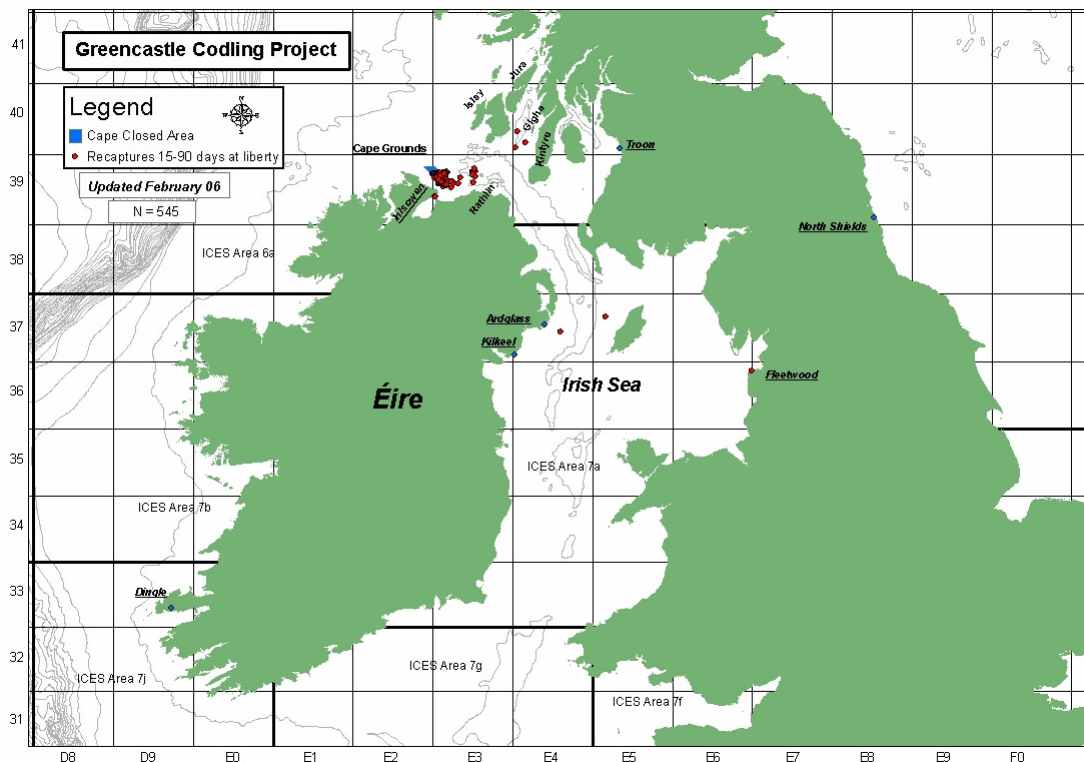 Greencastle Codling Project
Legend
Cape Closed Area
Recaptures 15-90 days at liberty
Updated February 06
N = 545
41
40
39
38
37
36
35
34
33
32
31
Jura
Islay
Gigha
Kintyre
Cape Grounds
Troon
Rathlin
North Shields
ICES Area 6a
Ardglass
Kilkeel
Fleetwood
Éire
Irish Sea
ICES Area 7a
ICES Area 7b
Dingle
ICES Area 7g
ICES Area 7j
ICES Area 7f
D8 D9 E0 E1 E2 E3 E4 E5 E6 E7 E8 E9 F0